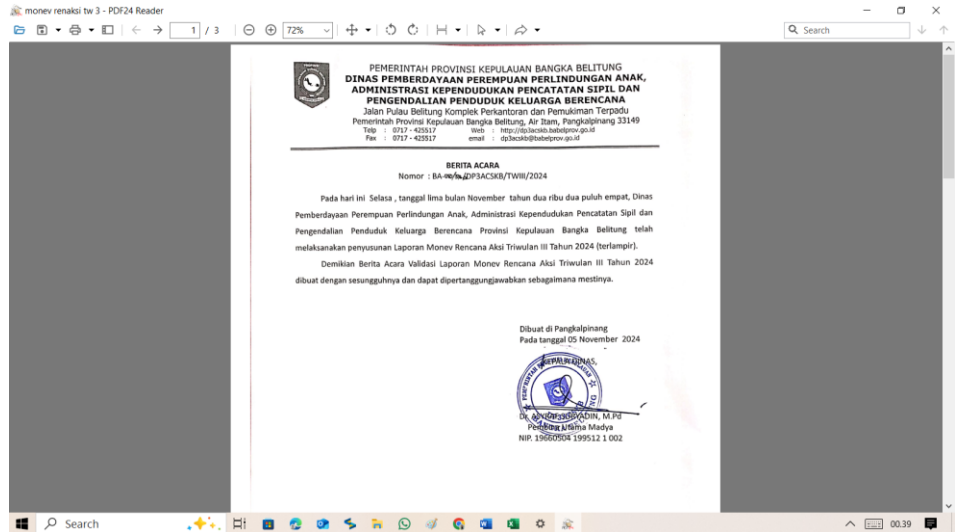 monev renaksi tw 3 - PDF24 Reader
1 / 3
72%
Search
PEMERINTAH PROVINSI KEPULAUAN BANGKA BELITUNG
DINAS PEMBERDAYAAN PEREMPUAN PERLINDUNGAN ANAK,
ADMINISTRASI KEPENDUDUKAN PENCATATAN SIPIL DAN
PENGENDALIAN PENDUDUK KELUARGA BERENCANA
Jalan Pulau Belitung Komplek Perkantoran dan Pemukiman Terpadu
Pemerintah Provinsi Kepulauan Bangka Belitung, Air Itam, Pangkalpinang 33149
Telp : 0717 - 425517 Web : http://dp3acskb.babelprov.go.id
Fax : 0717 - 425517 email : dp3acskb@babelprov.go.id
BERITA ACARA
Nomor : BA- /DP3ACSKB/TWIII/2024
Pada hari ini Selasa , tanggal lima bulan November tahun dua ribu dua puluh empat, Dinas
Pemberdayaan Perempuan Perlindungan Anak, Administrasi Kependudukan Pencatatan Sipil dan
Pengendalian Penduduk Keluarga Berencana Provinsi Kepulauan Bangka Belitung telah
melaksanakan penyusunan Laporan Monev Rencana Aksi Triwulan III Tahun 2024 (terlampir).
Demikian Berita Acara Validasi Laporan Monev Rencana Aksi Triwulan III Tahun 2024
dibuat dengan sesungguhnya dan dapat dipertanggungjawabkan sebagaimana mestinya.
Dibuat di Pangkalpinang
Pada tanggal 05 November 2024
KEPALA DINAS,
M.Pd
Pembina Utama Madya
NIP. 19660504 199512 1 002
Search
00.39